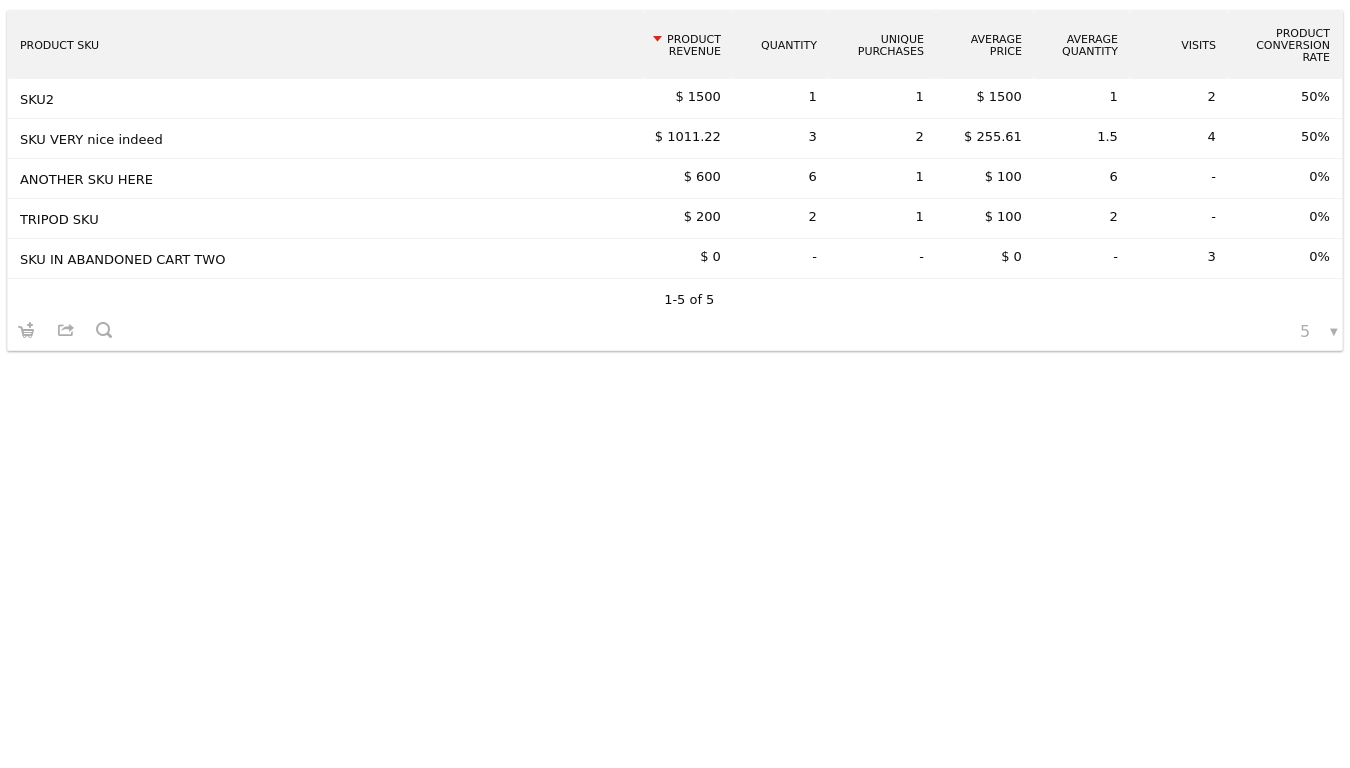 PRODUCT SKU
PRODUCT REVENUE
QUANTITY
UNIQUE PURCHASES
AVERAGE PRICE
AVERAGE QUANTITY
VISITS
PRODUCT CONVERSION RATE
SKU2 $ 1500 1 1 $ 1500 1 2 50%
SKU VERY nice indeed $ 1011.22 3 2 $ 255.61 1.5 4 50%
ANOTHER SKU HERE $ 600 6 1 $ 100 6 - 0%
TRIPOD SKU $ 200 2 1 $ 100 2 - 0%
SKU IN ABANDONED CART TWO $ 0 - - $ 0 - 3 0%
1-5 of 5
5